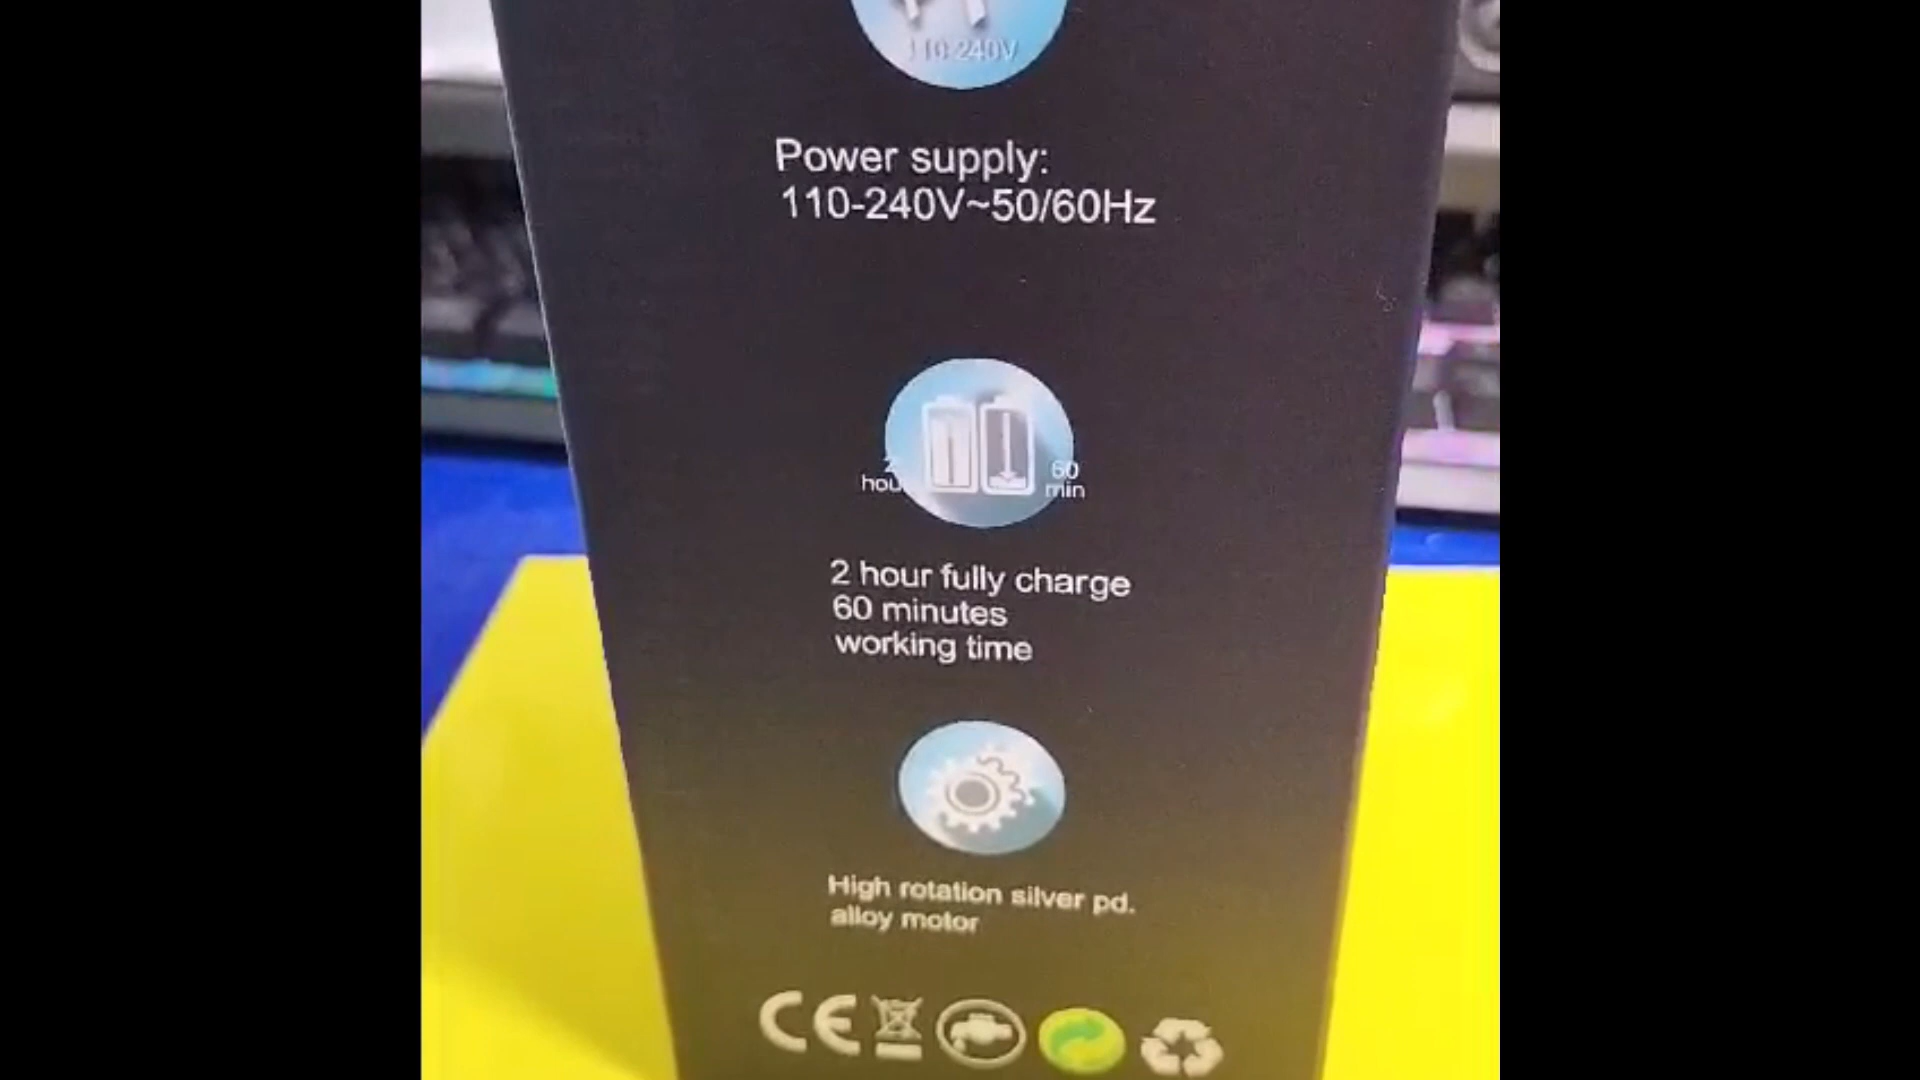 110-240V
Power supply:
110-240V~50/60Hz
60
hour
min
2 hour fully charge
60 minutes
working time
High rotation silver pd.
alloy motor
CE